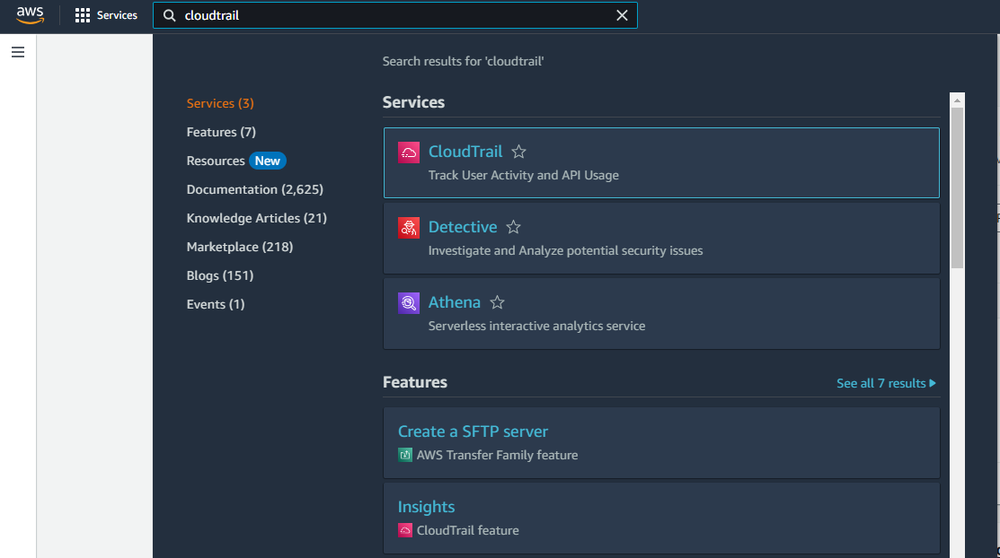 aws
Services
cloudtrail
Search results for 'cloudtrail'
Services (3)
Features (7)
Resources New
Documentation (2,625)
Knowledge Articles (21)
Marketplace (218)
Blogs (151)
Events (1)
Services
CloudTrail
Track User Activity and API Usage
Detective
Investigate and Analyze potential security issues
Athena
Serverless interactive analytics service
Features
See all 7 results
Create a SFTP server
AWS Transfer Family feature
Insights
CloudTrail feature